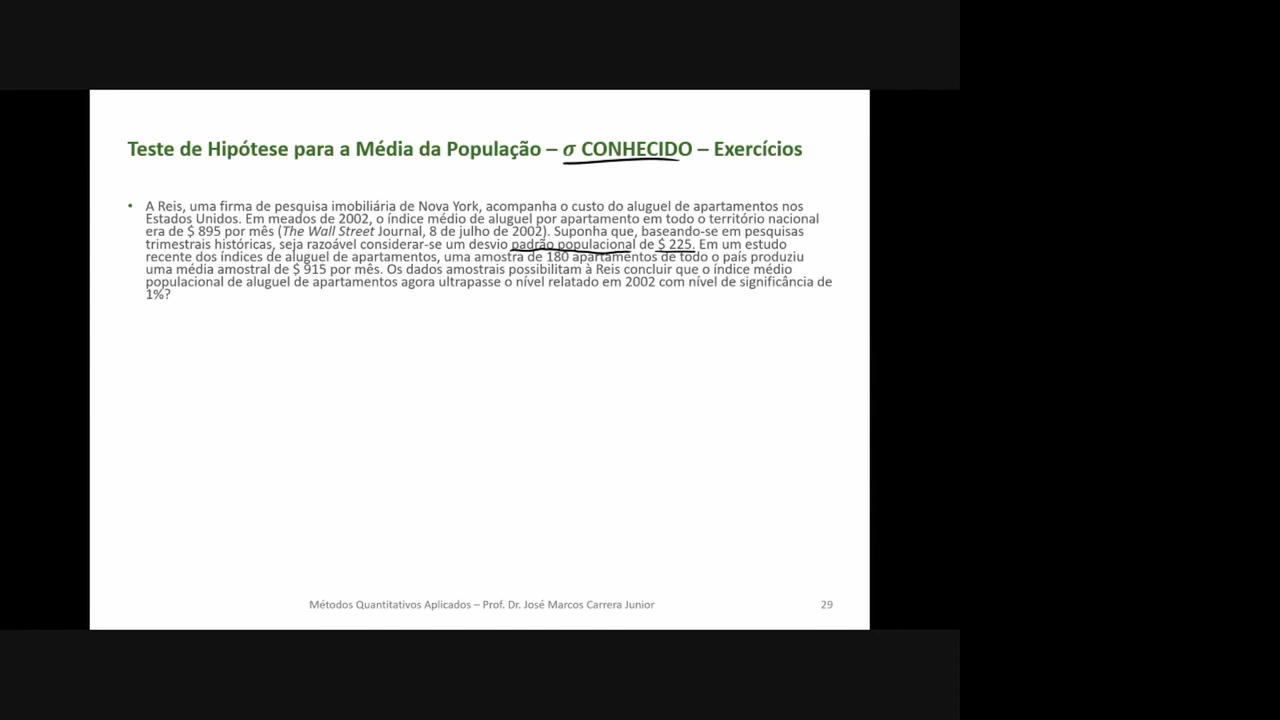 Teste de Hipótese para a Média da População – σ CONHECIDO – Exercícios
• A Reis, uma firma de pesquisa imobiliária de Nova York, acompanha o custo do aluguel de apartamentos nos
Estados Unidos. Em meados de 2002, o índice médio de aluguel por apartamento em todo o território nacional
era de $ 895 por mês (The Wall Street Journal, 8 de julho de 2002). Suponha que, baseando-se em pesquisas
trimestrais históricas, seja razoável considerar-se um desvio padrão populacional de $ 225. Em um estudo
recente dos índices de aluguel de apartamentos, uma amostra de 180 apartamentos de todo o país produziu
uma média amostral de $ 915 por mês. Os dados amostrais possibilitam à Reis concluir que o índice médio
populacional de aluguel de apartamentos agora ultrapasse o nível relatado em 2002 com nível de significância de
1%?
Métodos Quantitativos Aplicados – Prof. Dr. José Marcos Carrera Junior
29